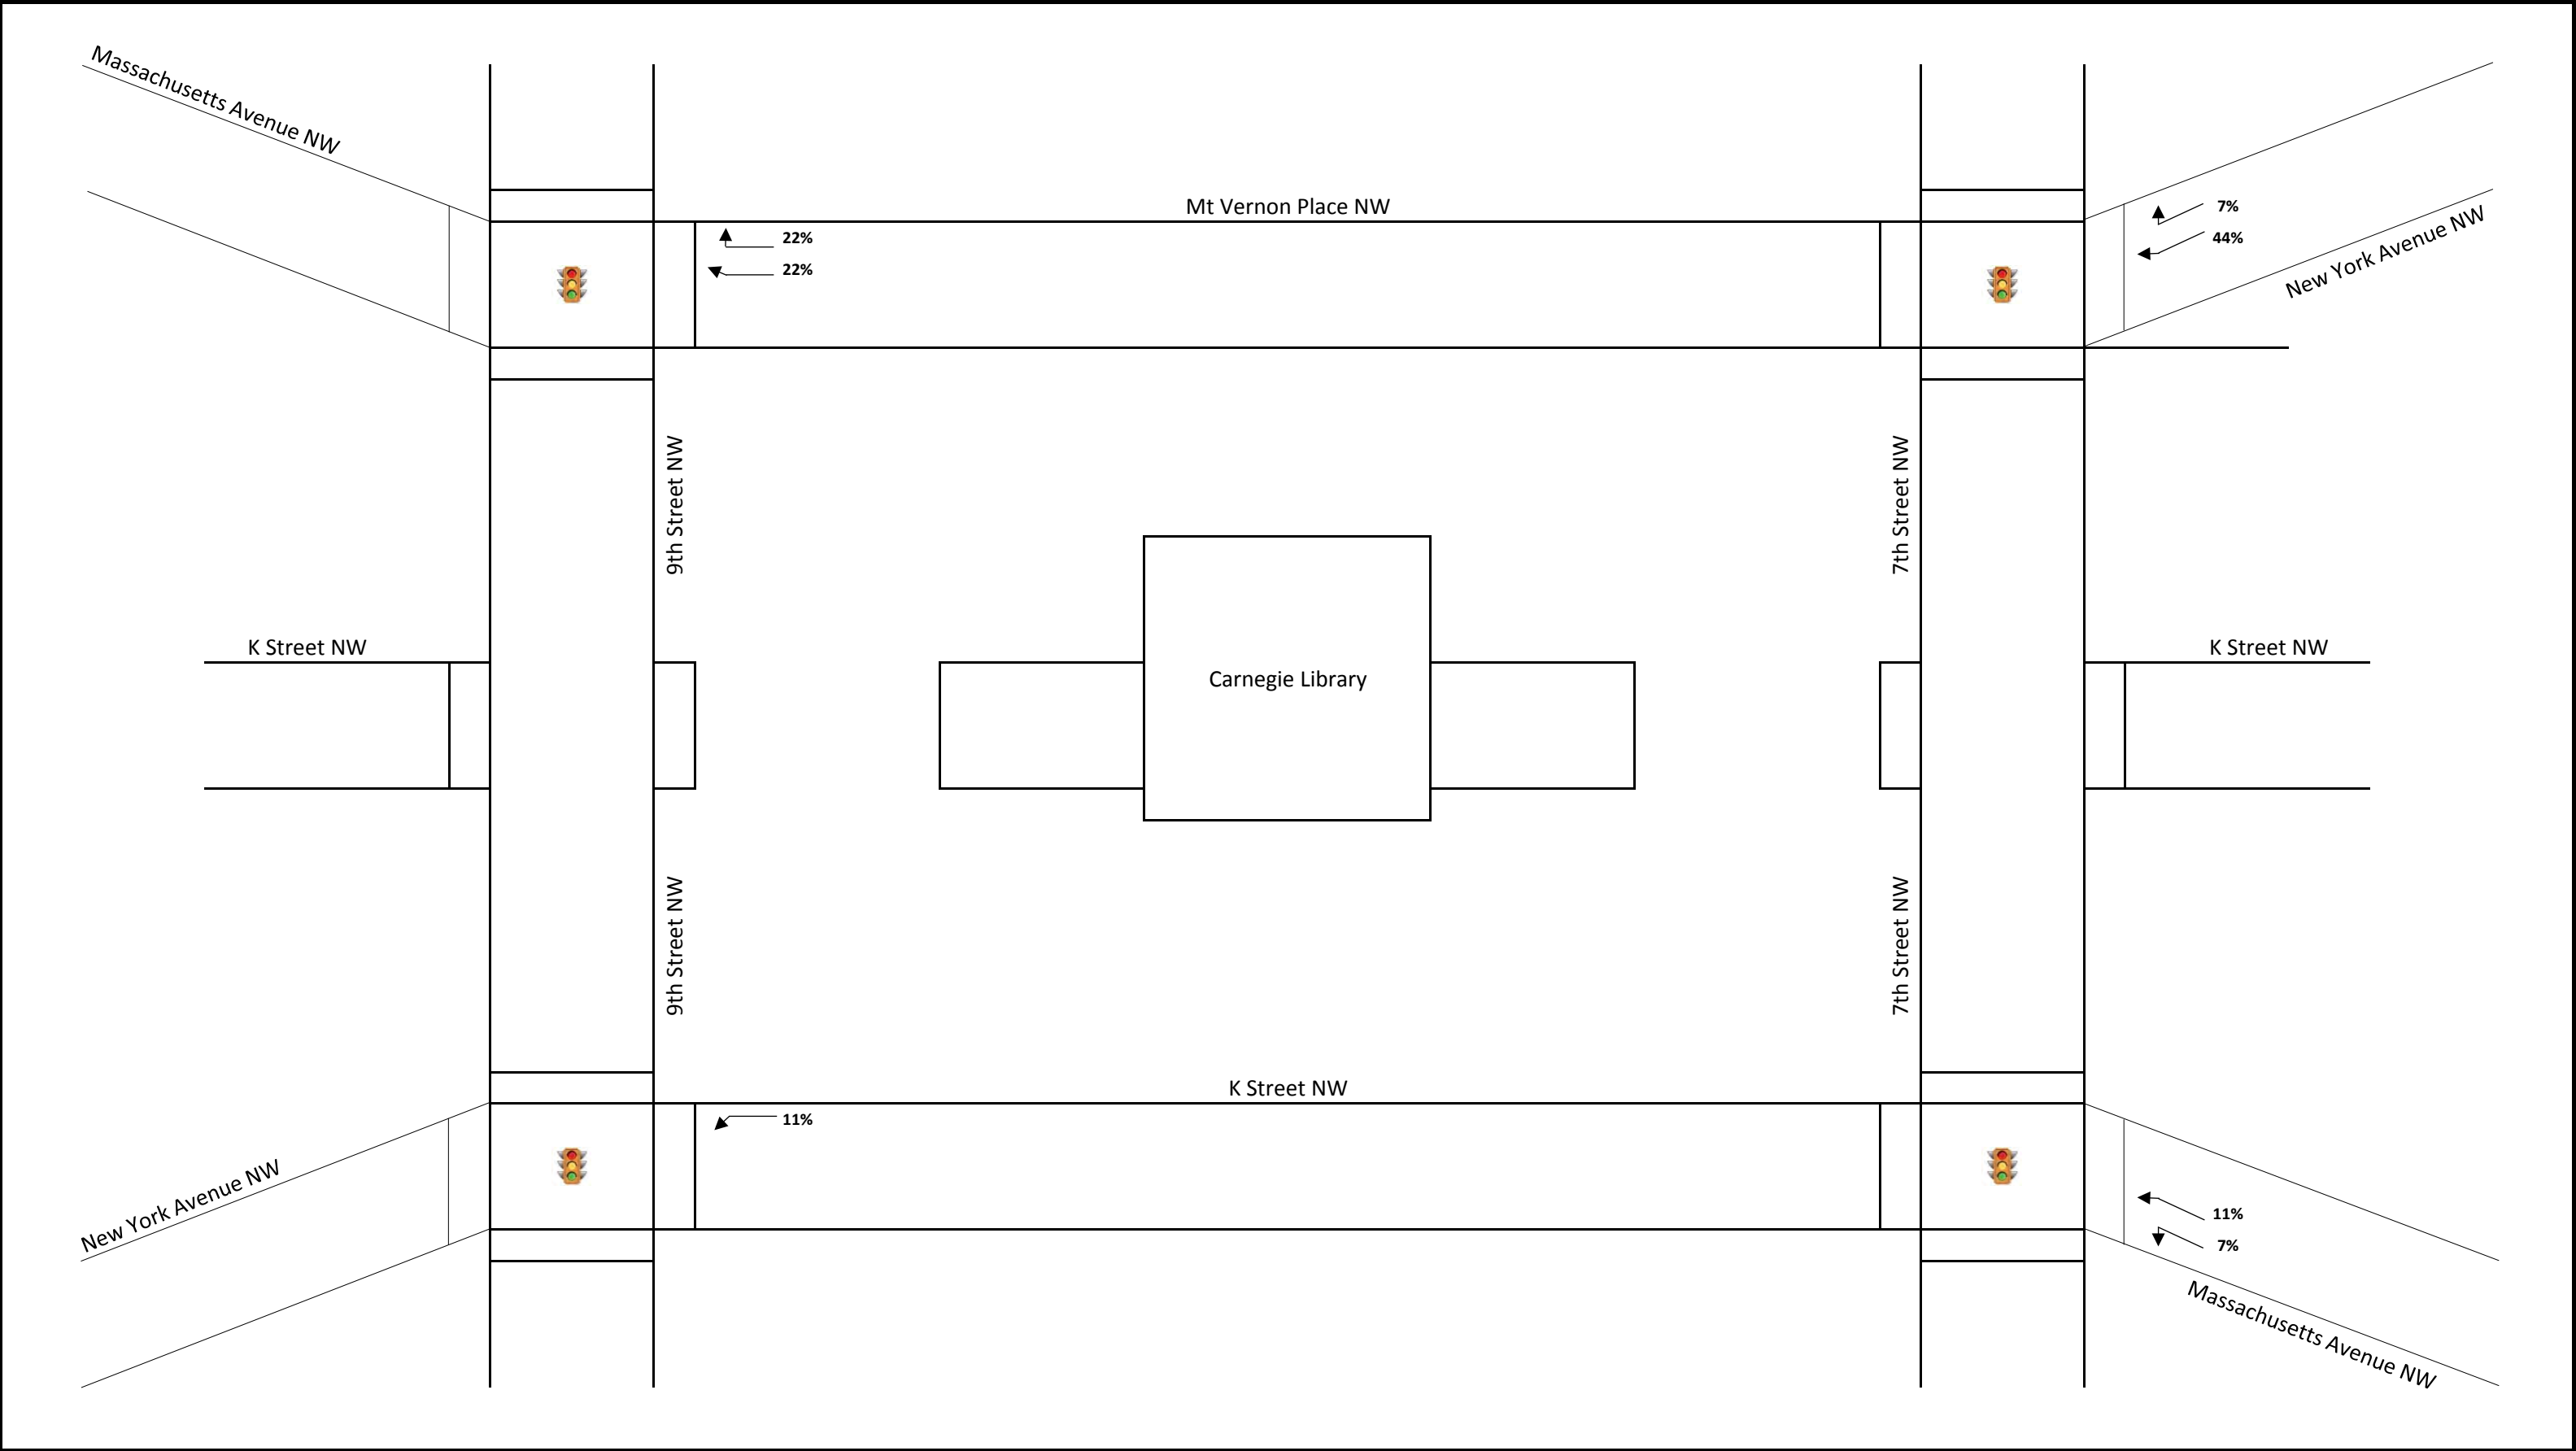 Massachusetts Avenue NW
Mt Vernon Place NW
7%
22%
44%
22%
New York Avenue NW
9th Street NW
7th Street NW
K Street NW
K Street NW
Carnegie Library
9th Street NW
7th Street NW
K Street NW
11%
New York Avenue NW
11%
7%
Massachusetts Avenue NW